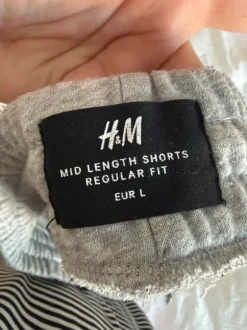 H&M
MID LENGTH SHORTS
REGULAR FIT
EUR L